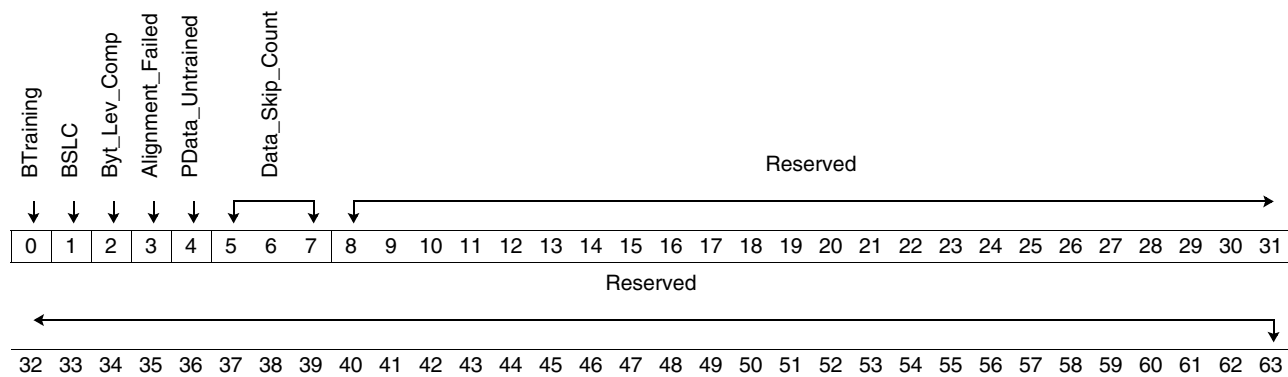 BTraining
BSLC
Byt_Lev_Comp
Alignment_Failed
PData_Untrained
Data_Skip_Count
Reserved
0 1 2 3 4 5 6 7 8 9 10 11 12 13 14 15 16 17 18 19 20 21 22 23 24 25 26 27 28 29 30 31
Reserved
32 33 34 35 36 37 38 39 40 41 42 43 44 45 46 47 48 49 50 51 52 53 54 55 56 57 58 59 60 61 62 63